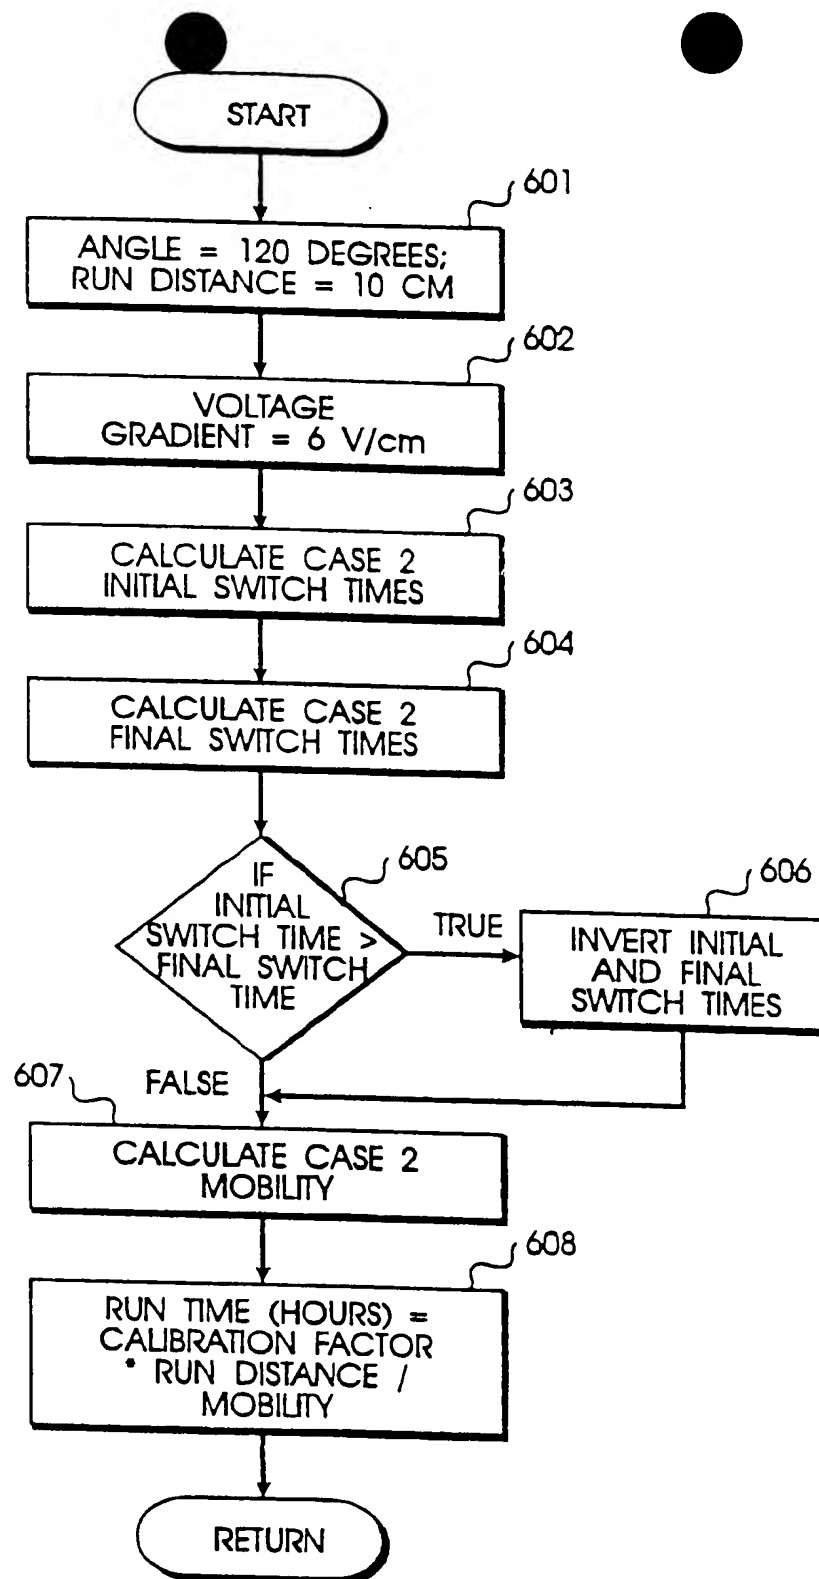 START
601
ANGLE = 120 DEGREES;
RUN DISTANCE = 10 CM
602
VOLTAGE
GRADIENT = 6 V/cm
603
CALCULATE CASE 2
INITIAL SWITCH TIMES
604
CALCULATE CASE 2
FINAL SWITCH TIMES
605
IF
INITIAL
SWITCH TIME >
FINAL SWITCH
TIME
TRUE
606
INVERT INITIAL
AND FINAL
SWITCH TIMES
FALSE
607
CALCULATE CASE 2
MOBILITY
608
RUN TIME (HOURS) =
CALIBRATION FACTOR
* RUN DISTANCE /
MOBILITY
RETURN